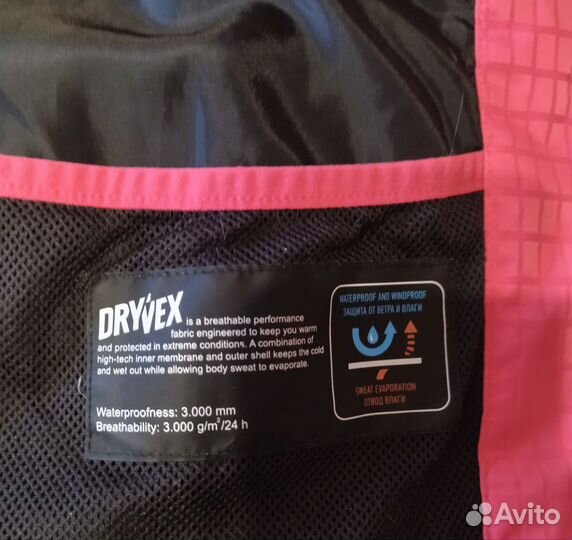 DRYVEX is a breathable performance
fabric engineered to keep you warm
and protected in extreme conditions. A combination of
high-tech inner membrane and outer shell keeps the cold
and wet out while allowing body sweat to evaporate.
Waterproofness: 3.000 mm
Breathability: 3.000 g/m²/24 h
WATERPROOF AND WINDPROOF
ЗАЩИТА ОТ ВЕТРА И ВЛАГИ
SWEAT EVAPORATION
ОТВОД ВЛАГИ
Avito